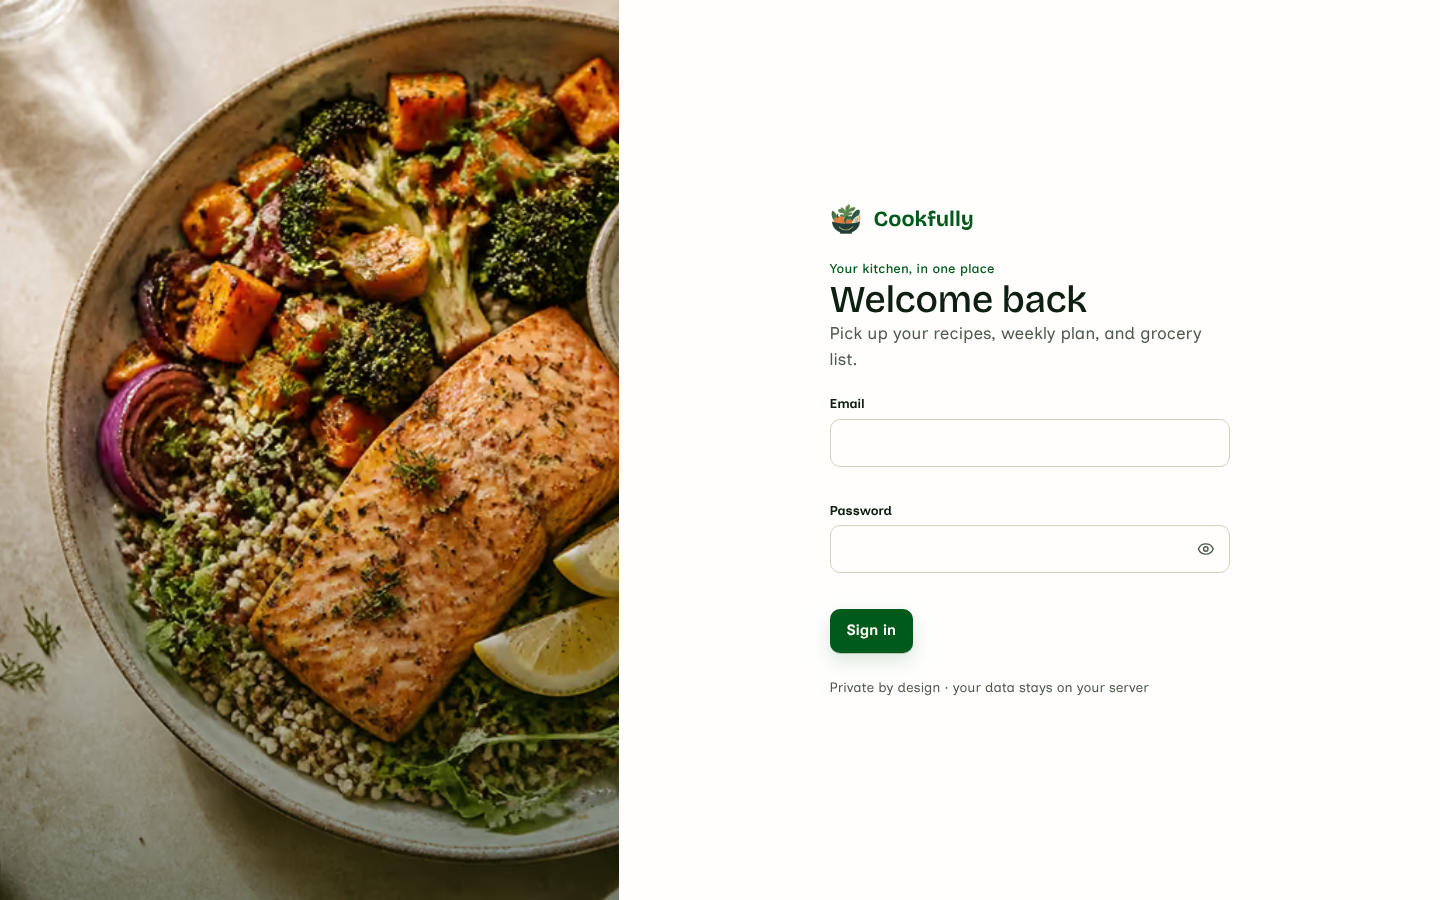 Cookfully
Your kitchen, in one place
Welcome back
Pick up your recipes, weekly plan, and grocery
list.
Email
Password
Sign in
Private by design · your data stays on your server